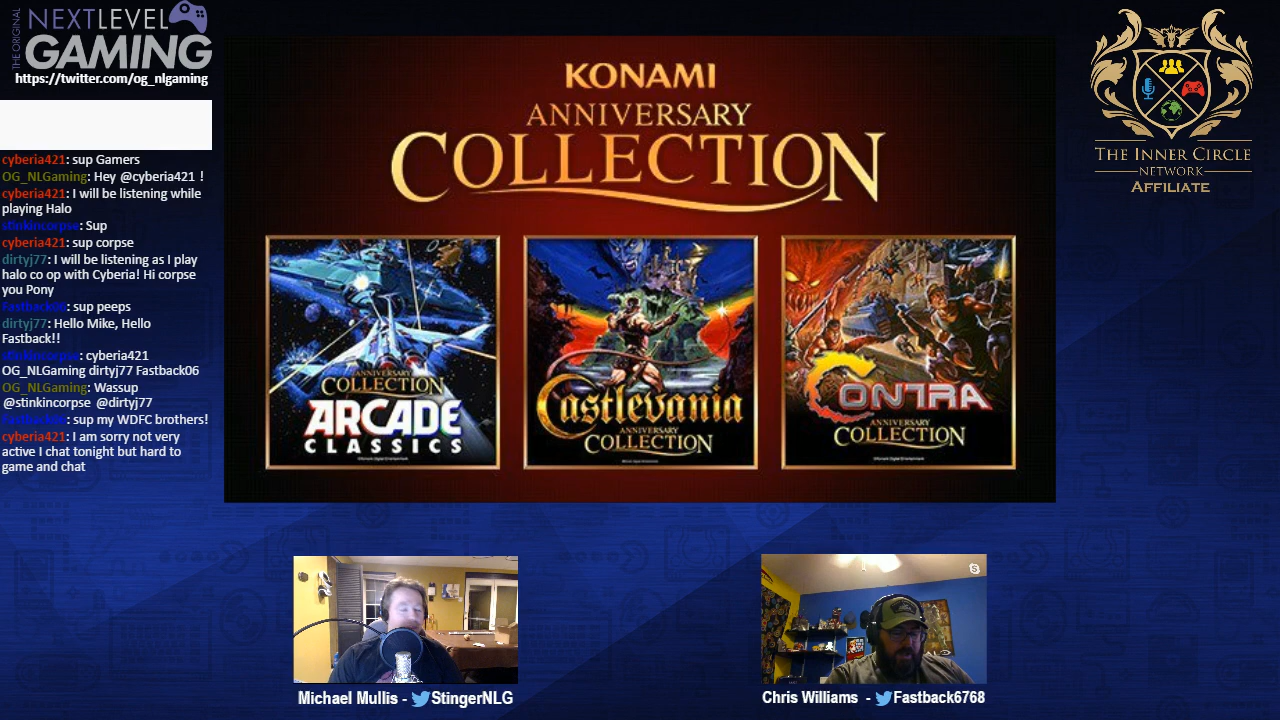 THE ORIGINAL
NEXTLEVEL
GAMING
https://twitter.com/og_nlgaming
cyberia421: sup Gamers
OG_NLGaming: Hey @cyberia421 !
cyberia421: I will be listening while
playing Halo
stinkincorpse: Sup
cyberia421: sup corpse
dirtyj77: I will be listening as I play
halo co op with Cyberia! Hi corpse
you Pony
Fastback06: sup peeps
dirtyj77: Hello Mike, Hello
Fastback!!
stinkincorpse: cyberia421
OG_NLGaming dirtyj77 Fastback06
OG_NLGaming: Wassup
@stinkincorpse @dirtyj77
Fastback06: sup my WDFC brothers!
cyberia421: I am sorry not very
active I chat tonight but hard to
game and chat
KONAMI
ANNIVERSARY
COLLECTION
ANNIVERSARY
COLLECTION
ARCADE
CLASSICS
Castlevania
ANNIVERSARY
COLLECTION
CONTRA
ANNIVERSARY
COLLECTION
THE INNER CIRCLE
NETWORK
AFFILIATE
Michael Mullis - StingerNLG
Chris Williams - Fastback6768